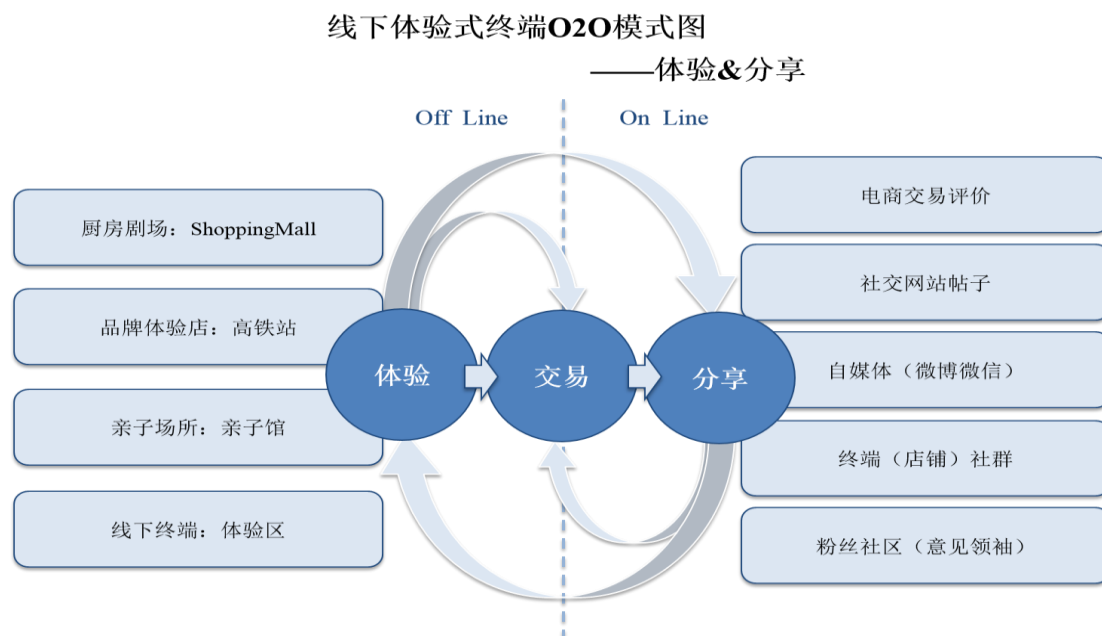 线下体验式终端O2O模式图
——体验&分享
Off Line
On Line
厨房剧场：ShoppingMall
品牌体验店：高铁站
亲子场所：亲子馆
线下终端：体验区
体验
交易
分享
电商交易评价
社交网站帖子
自媒体（微博微信）
终端（店铺）社群
粉丝社区（意见领袖）